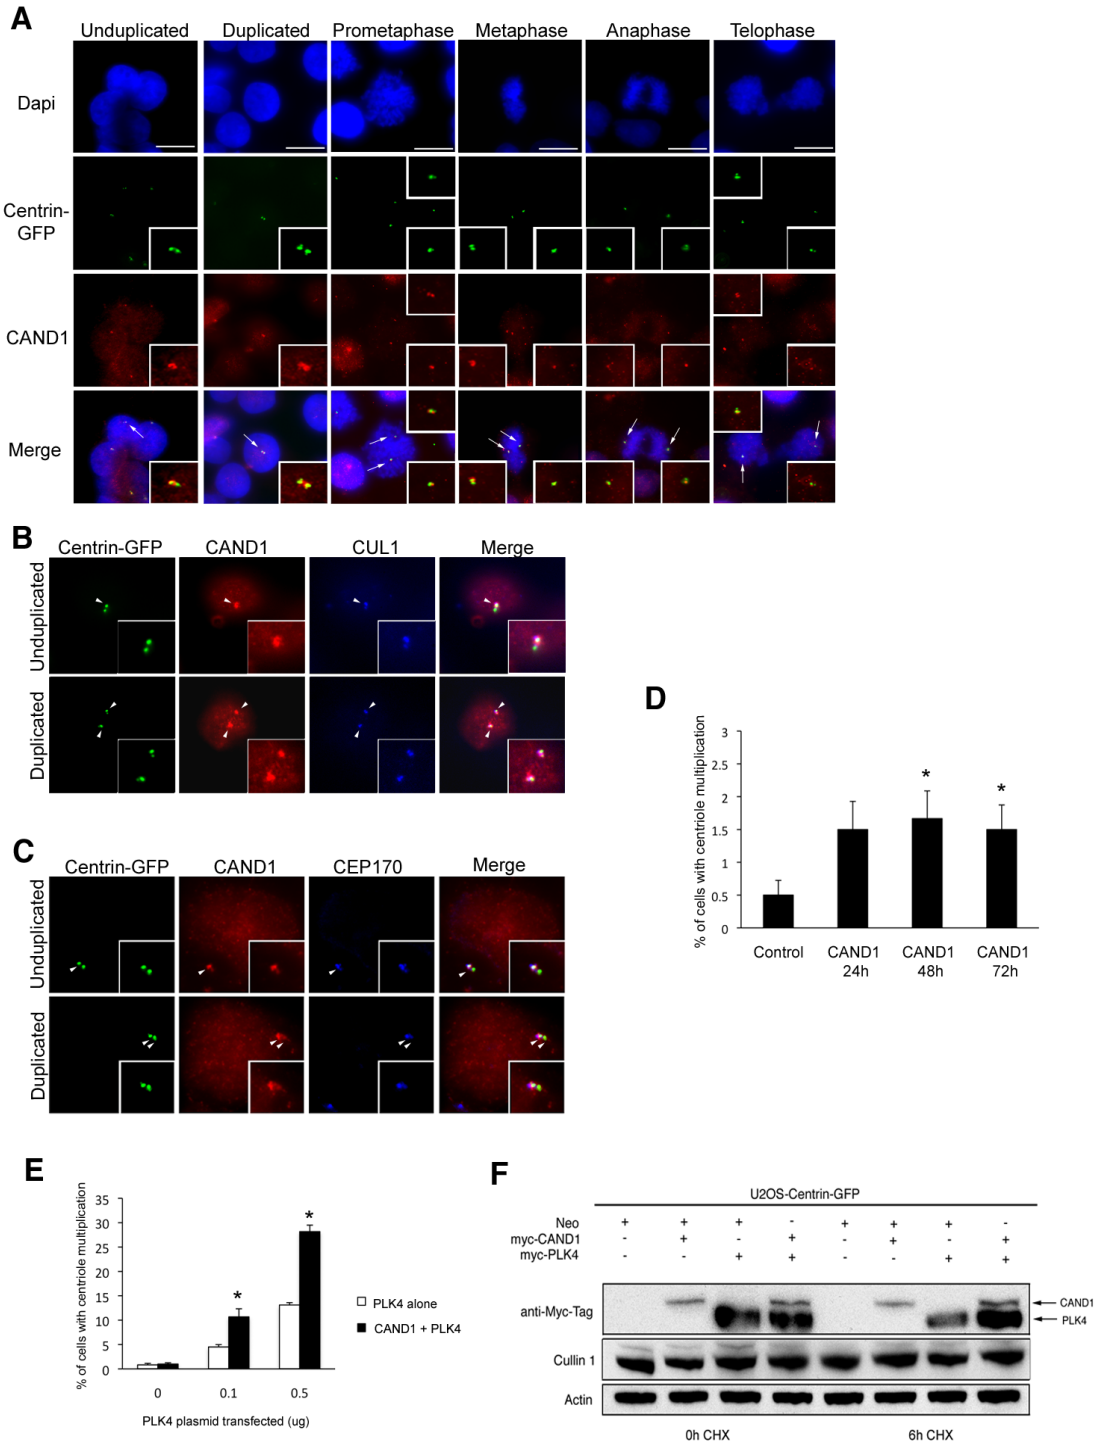 A
Unduplicated Duplicated Prometaphase Metaphase Anaphase Telophase
Dapi
Centrin-
GFP
CAND1
Merge
B
Centrin-GFP CAND1 CUL1 Merge
Unduplicated
Duplicated
C
Centrin-GFP CAND1 CEP170 Merge
Unduplicated
Duplicated
D
% of cells with centriole multiplication
3
2.5
2
1.5
1
0.5
0
* *
Control CAND1 CAND1 CAND1
24h 48h 72h
E
% of cells with centriole multiplication
35
30
25
20
15
10
5
0
* *
0 0.1 0.5
PLK4 plasmid transfected (ug)
PLK4 alone
CAND1 + PLK4
F
U2OS-Centrin-GFP
Neo + + + - + + + -
myc-CAND1 - + - + - + - +
myc-PLK4 - - + + - - + +
anti-Myc-Tag
CAND1
PLK4
Cullin 1
Actin
0h CHX 6h CHX